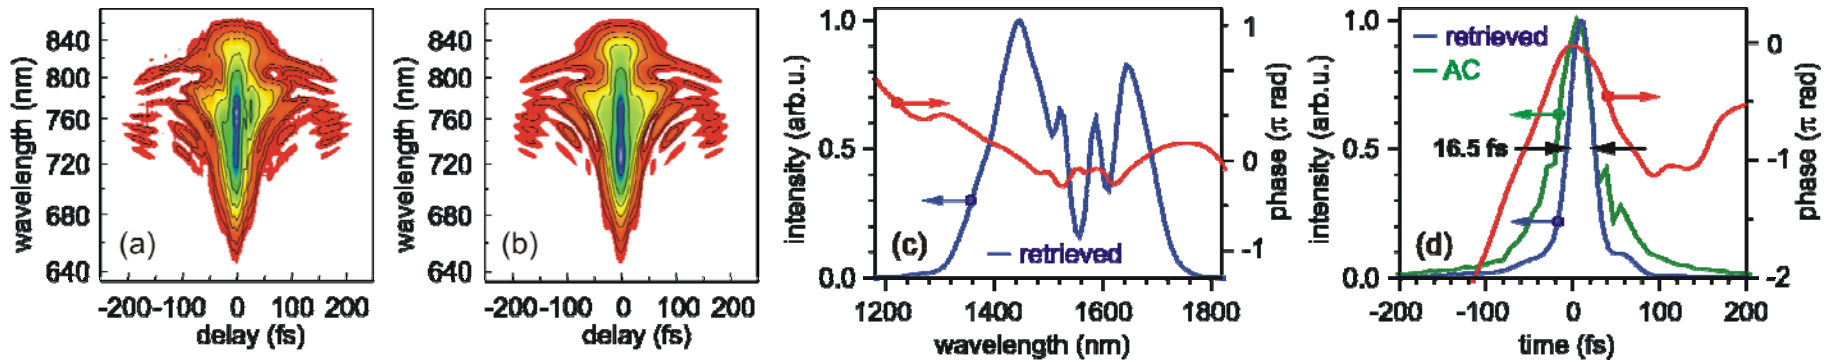 wavelength (nm)
840
800
760
720
680
640
(a)
-200 -100 0 100 200
delay (fs)
wavelength (nm)
840
800
760
720
680
640
(b)
-200 -100 0 100 200
delay (fs)
intensity (arb.u.)
1.0
0.5
0.0
(c)
retrieved
1
0
-1
phase (π rad)
1200 1400 1600 1800
wavelength (nm)
intensity (arb.u.)
1.0
0.5
0.0
retrieved
AC
16.5 fs
(d)
0
-1
-2
phase (π rad)
-200 -100 0 100 200
time (fs)